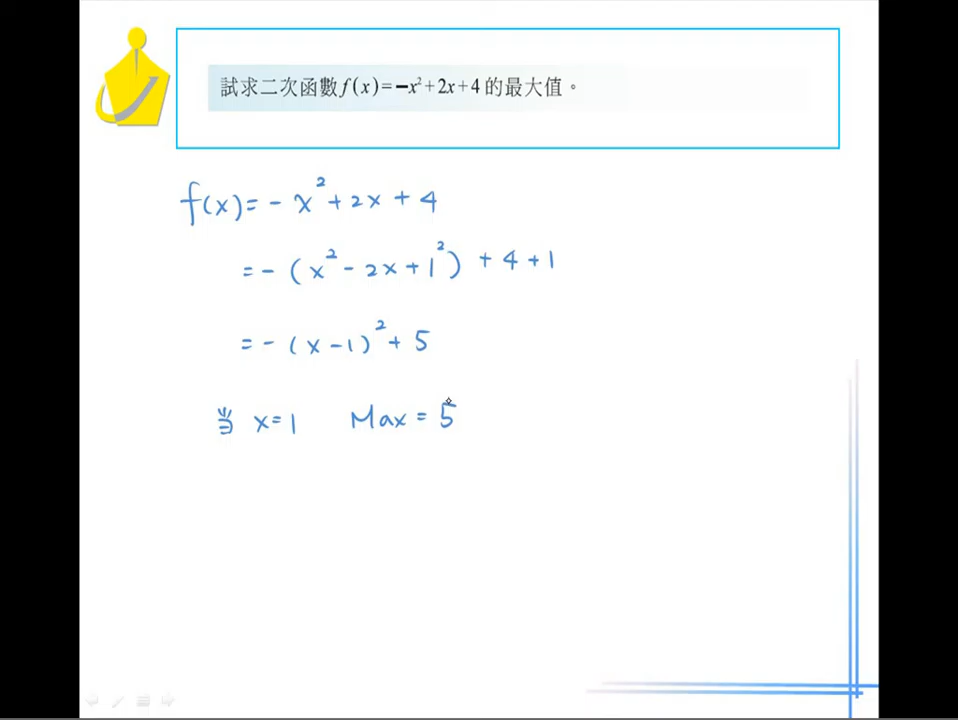 試求二次函數f(x)=−x²+2x+4的最大值。
f(x)=-x²+2x+4
=-(x²-2x+1²)+4+1
=-(x-1)²+5
当 x=1 Max=5